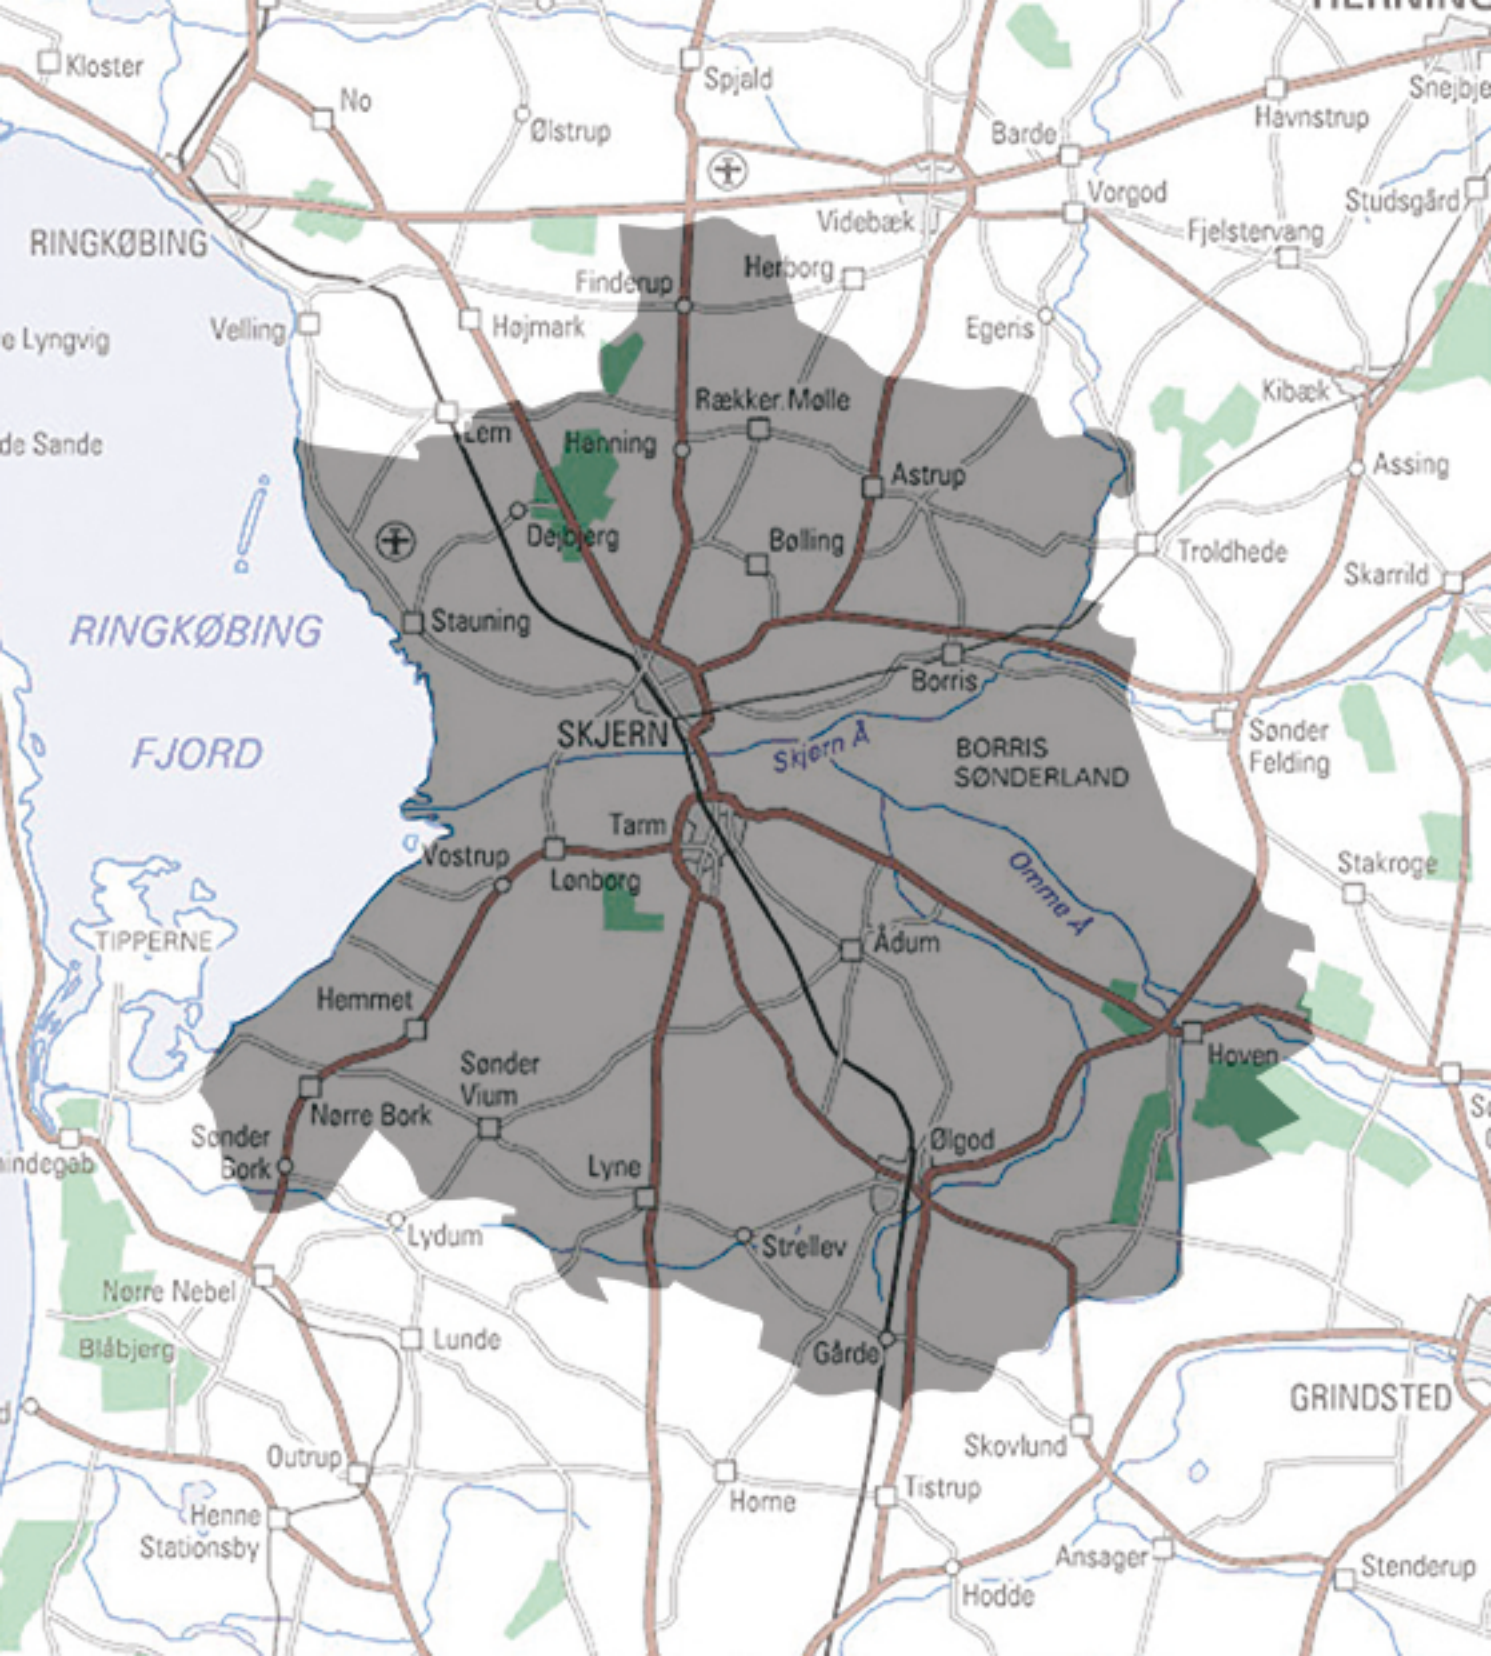 HERNING
Kloster
Spjald
No
Snejbje
Havnstrup
Ølstrup
Barde
Vorgod
Studsgård
Videbæk
Fjelstervang
RINGKØBING
Herborg
Finderup
Højmark
Velling
Egeris
e Lyngvig
Kibæk
Rækker Mølle
Lem
Hanning
de Sande
Assing
Astrup
Dejbjerg
Bølling
Troldhede
Skarrild
Stauning
RINGKØBING
Borris
SKJERN
Skjern Å
BORRIS
SØNDERLAND
Sønder
Felding
FJORD
Tarm
Vostrup
Lønborg
Omme Å
Stakroge
TIPPERNE
Ådum
Hemmet
Hoven
Sønder
Vium
Nørre Bork
Sønder
Bork
Ølgod
Lyne
indegab
Lydum
Strellev
Nørre Nebel
Blåbjerg
Lunde
Gårde
GRINDSTED
Skovlund
Outrup
Horne
Tistrup
Henne
Stationsby
Ansager
Stenderup
Hodde